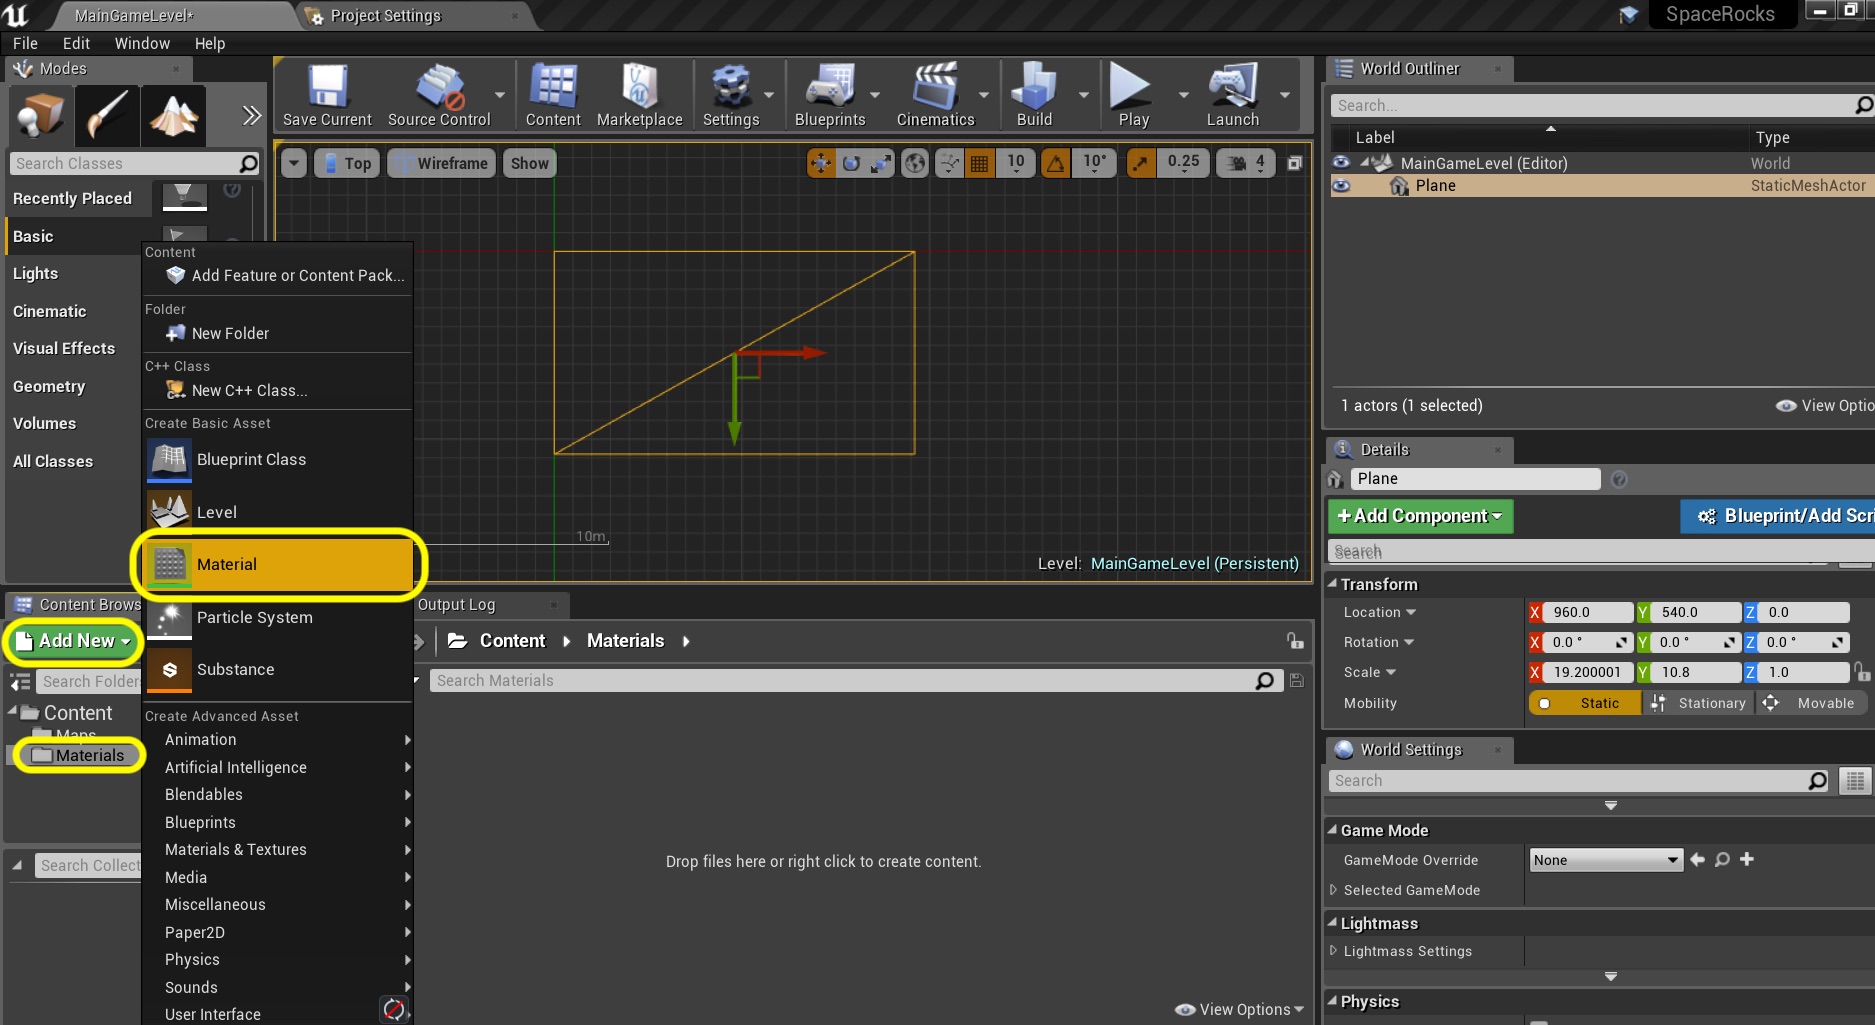 MainGameLevel*
Project Settings
SpaceRocks
File Edit Window Help
Modes
Search Classes
Recently Placed
Basic
Lights
Cinematic
Visual Effects
Geometry
Volumes
All Classes
Save Current
Source Control
Content
Marketplace
Settings
Blueprints
Cinematics
Build
Play
Launch
Top
Wireframe
Show
10
10°
0.25
4
10m
Level: MainGameLevel (Persistent)
Content
Add Feature or Content Pack...
Folder
New Folder
C++ Class
New C++ Class...
Create Basic Asset
Blueprint Class
Level
Material
Particle System
Substance
Create Advanced Asset
Animation
Artificial Intelligence
Blendables
Blueprints
Materials & Textures
Media
Miscellaneous
Paper2D
Physics
Sounds
User Interface
Content Brows
Output Log
Add New
Content Materials
Search Folders
Search Materials
Content
Maps
Materials
Search Collect
Drop files here or right click to create content.
View Options
World Outliner
Search...
Label Type
MainGameLevel (Editor) World
Plane StaticMeshActor
1 actors (1 selected)
View Optio
Details
Plane
+Add Component
Blueprint/Add Scri
Search
Transform
Location X 960.0 Y 540.0 Z 0.0
Rotation X 0.0 ° Y 0.0 ° Z 0.0 °
Scale X 19.200001 Y 10.8 Z 1.0
Mobility Static Stationary Movable
World Settings
Search
Game Mode
GameMode Override None
Selected GameMode
Lightmass
Lightmass Settings
Physics